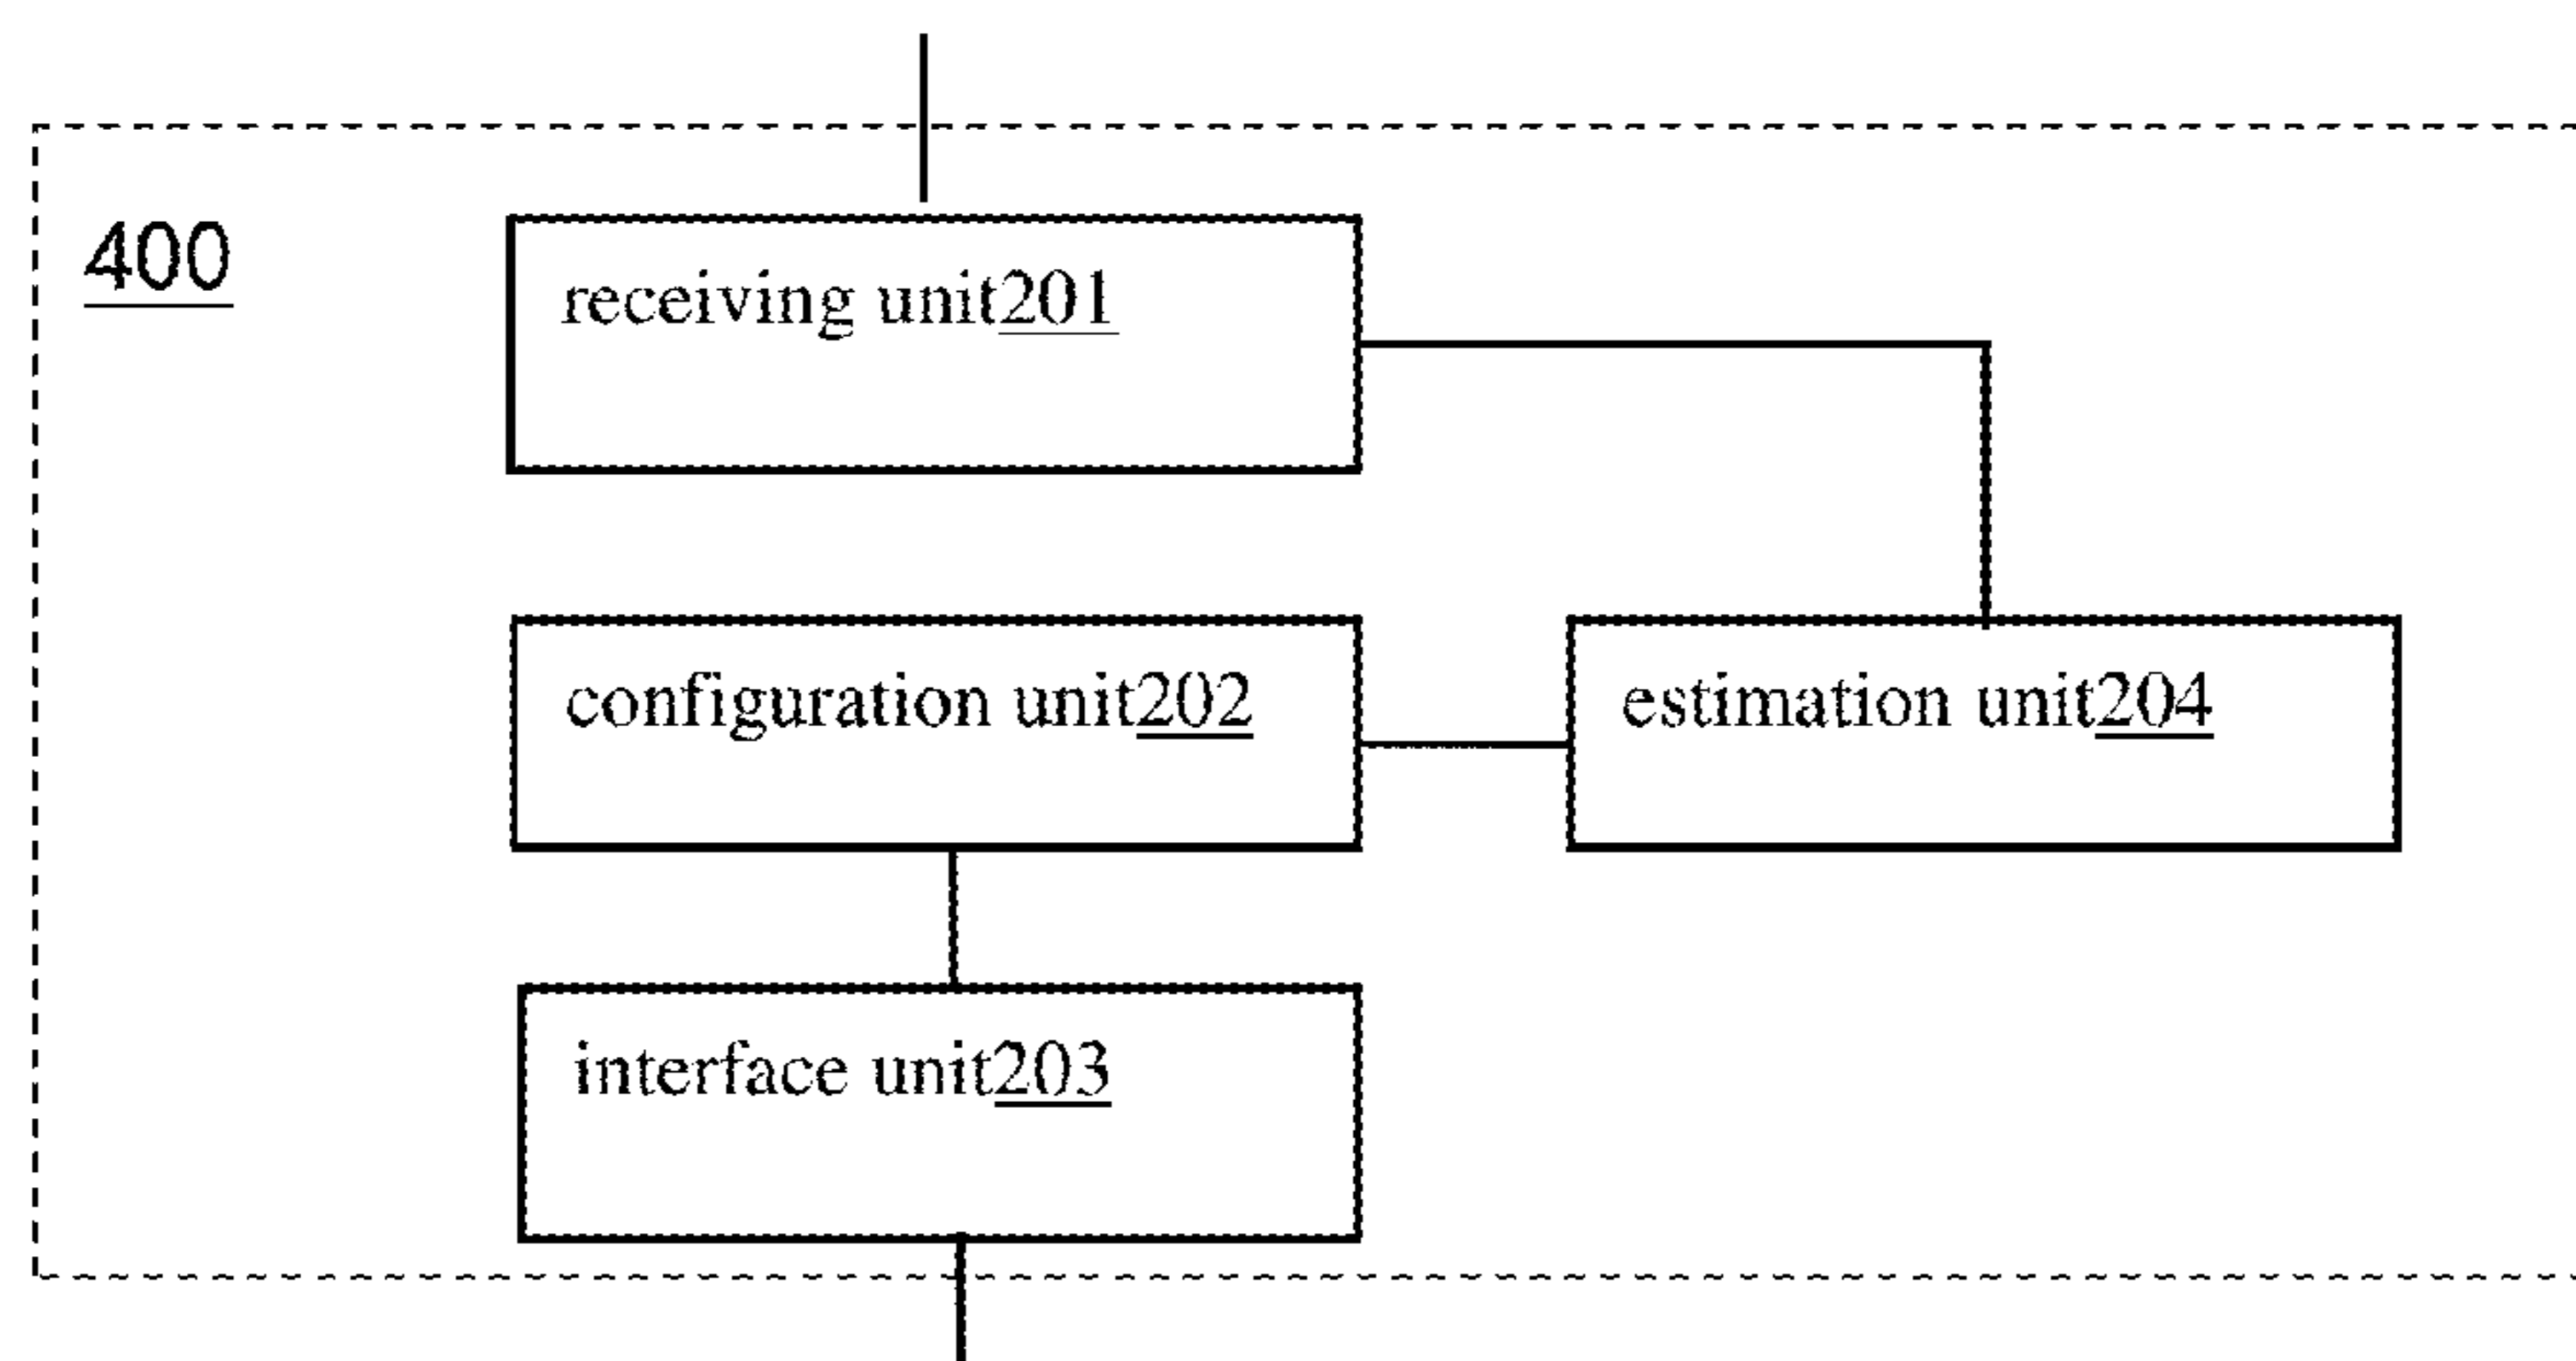 400
receiving unit201
configuration unit202
estimation unit204
interface unit203